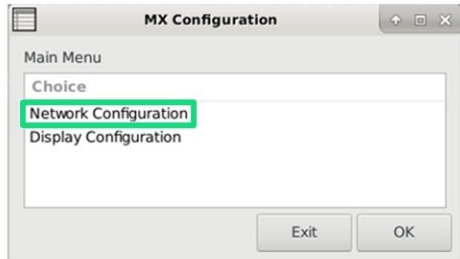 MX Configuration
Main Menu
Choice
Network Configuration
Display Configuration
Exit
OK